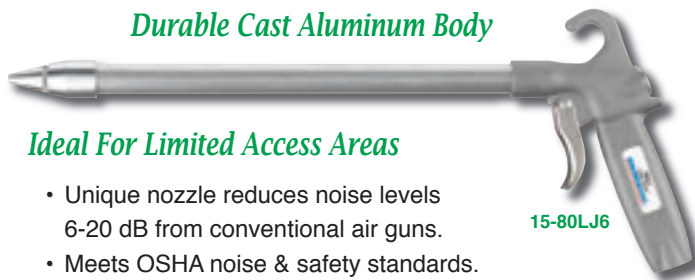 Durable Cast Aluminum Body
Ideal For Limited Access Areas
• Unique nozzle reduces noise levels
6-20 dB from conventional air guns.
15-80LJ6
• Meets OSHA noise & safety standards.